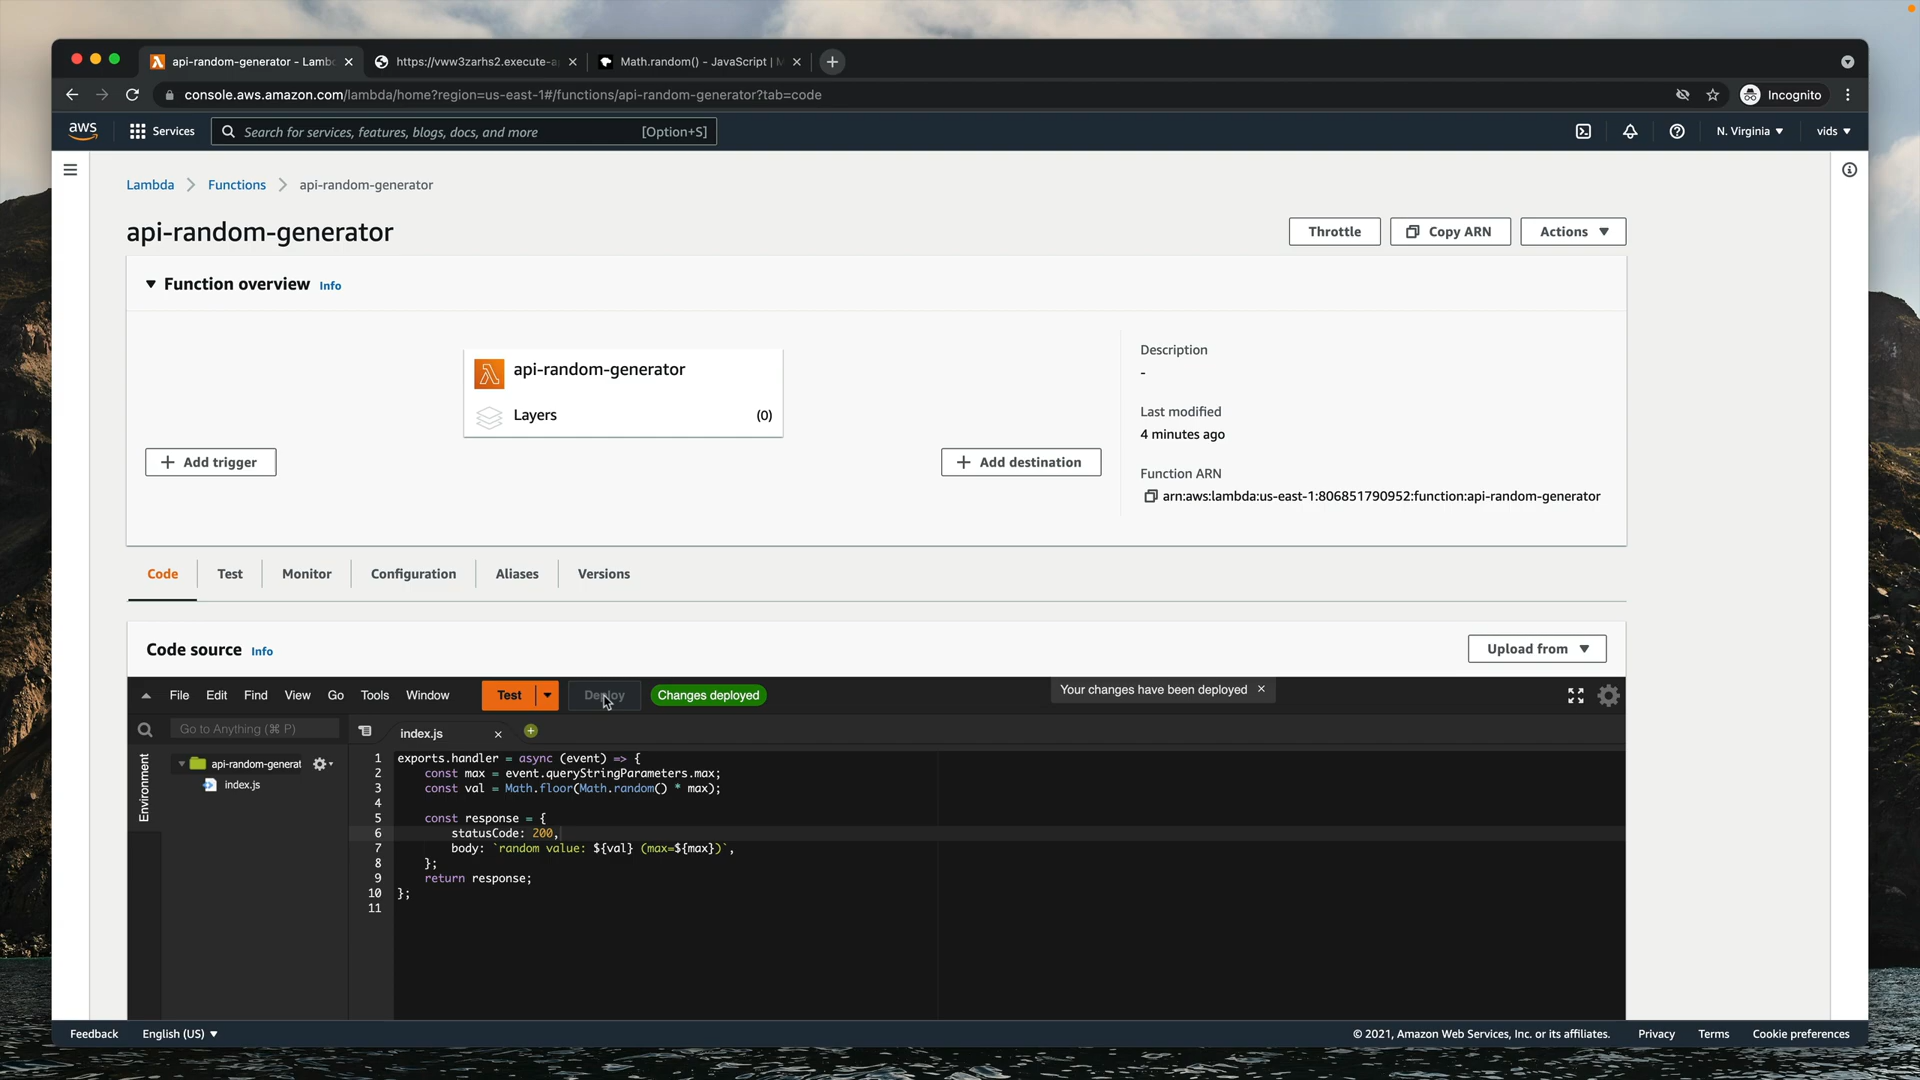 api-random-generator - Lamb
https://vww3zarhs2.execute-a
Math.random() - JavaScript | M
console.aws.amazon.com/lambda/home?region=us-east-1#/functions/api-random-generator?tab=code
Incognito
aws
Services
Search for services, features, blogs, docs, and more
[Option+S]
N. Virginia
vids
Lambda
Functions
api-random-generator
api-random-generator
Throttle
Copy ARN
Actions
Function overview
Info
api-random-generator
Layers
(0)
Add trigger
Add destination
Description
-
Last modified
4 minutes ago
Function ARN
arn:aws:lambda:us-east-1:806851790952:function:api-random-generator
Code
Test
Monitor
Configuration
Aliases
Versions
Code source
Info
Upload from
File
Edit
Find
View
Go
Tools
Window
Test
Deploy
Changes deployed
Your changes have been deployed
Go to Anything (⌘ P)
index.js
Environment
api-random-generat
index.js
1 exports.handler = async (event) => {
2 const max = event.queryStringParameters.max;
3 const val = Math.floor(Math.random() * max);
4
5 const response = {
6 statusCode: 200,
7 body: `random value: ${val} (max=${max})`,
8 };
9 return response;
10 };
11
Feedback
English (US)
© 2021, Amazon Web Services, Inc. or its affiliates.
Privacy
Terms
Cookie preferences